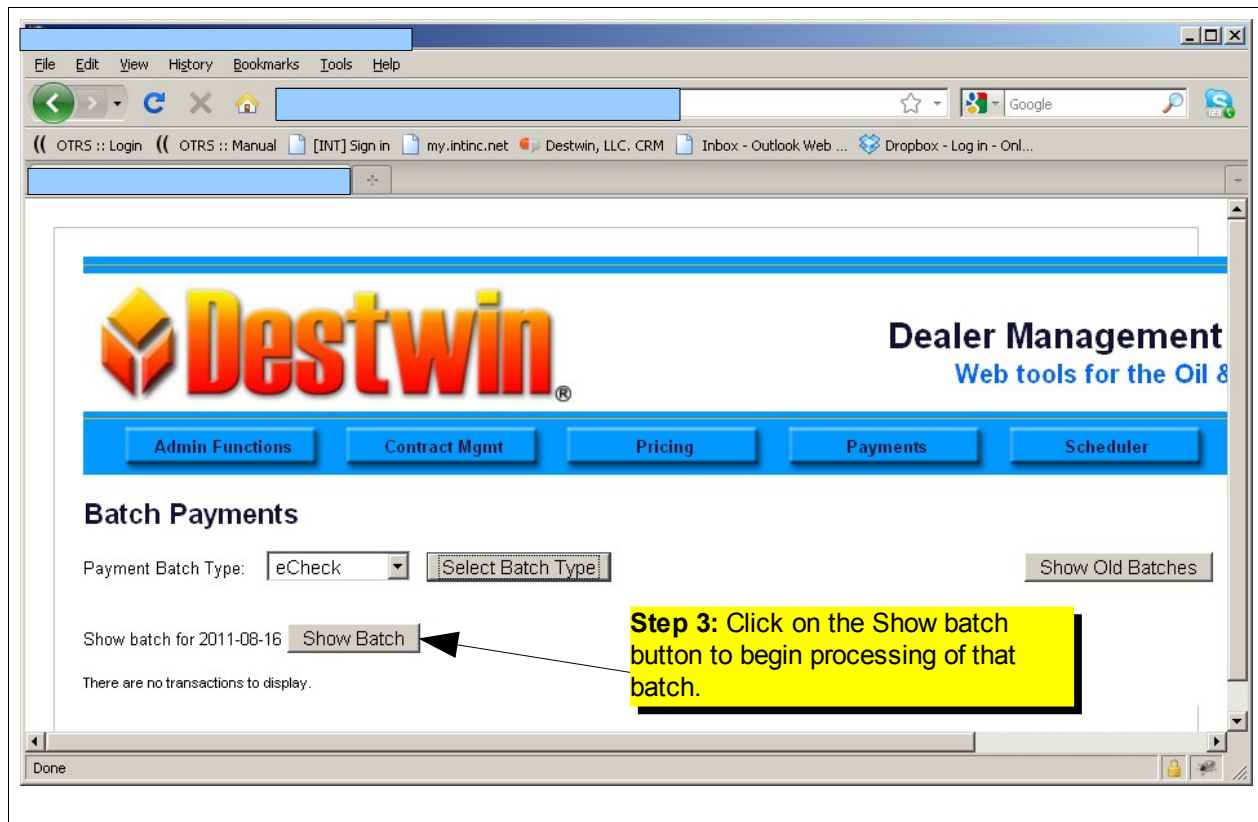 File Edit View History Bookmarks Tools Help
Google
OTRS :: Login OTRS :: Manual [INT] Sign in my.intinc.net Destwin, LLC. CRM Inbox - Outlook Web ... Dropbox - Log in - Onl...
Destwin®
Dealer Management
Web tools for the Oil &
Admin Functions Contract Mgmt Pricing Payments Scheduler
Batch Payments
Payment Batch Type: eCheck Select Batch Type Show Old Batches
Show batch for 2011-08-16 Show Batch
There are no transactions to display.
Step 3: Click on the Show batch
button to begin processing of that
batch.
Done